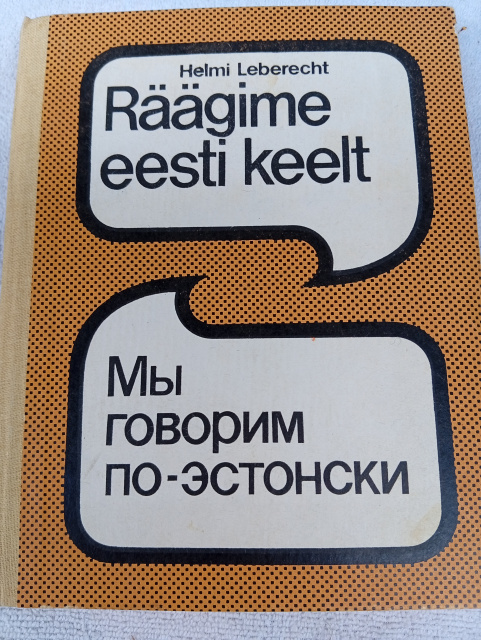 Helmi Leberecht
Räägime
eesti keelt
Мы
говорим
по-эстонски